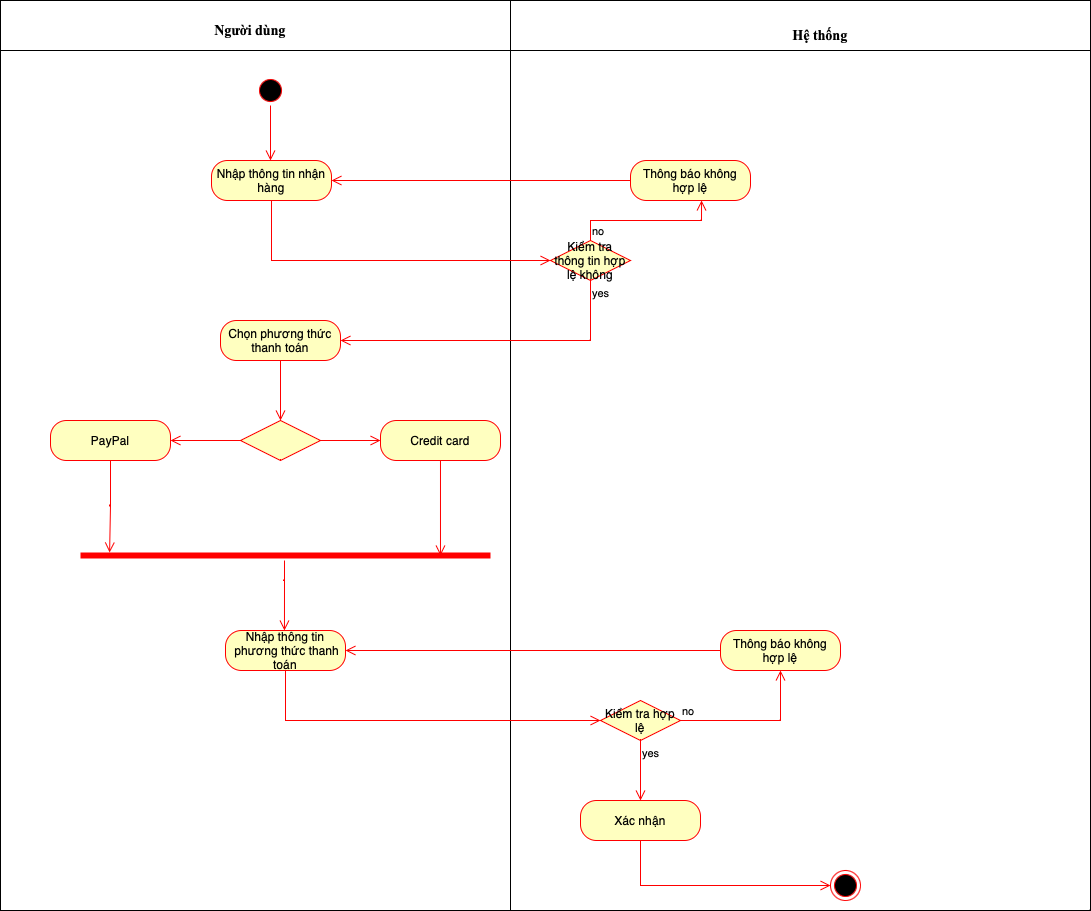 Người dùng
Hệ thống
Nhập thông tin nhận
hàng
Thông báo không
hợp lệ
no
Kiểm tra
thông tin hợp
lệ không
yes
Chọn phương thức
thanh toán
PayPal
Credit card
Nhập thông tin
phương thức thanh
toán
Thông báo không
hợp lệ
Kiểm tra hợp
lệ
no
yes
Xác nhận